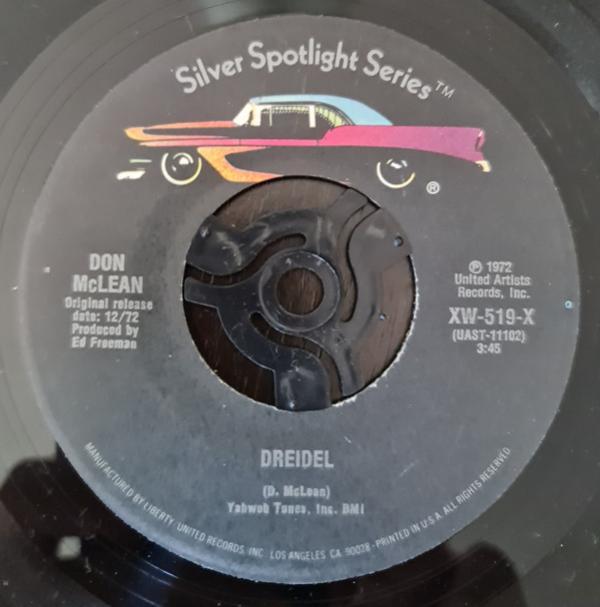 Silver Spotlight Series™
®
DON
McLEAN
Original release
date: 12/72
Produced by
Ed Freeman
℗ 1972
United Artists
Records, Inc.
XW-519-X
(UAST-11102)
3:45
DREIDEL
(D. McLean)
Yahweh Tunes, Inc. BMI
MANUFACTURED BY LIBERTY UNITED RECORDS, INC. LOS ANGELES, CA 90028 - PRINTED IN U.S.A. ALL RIGHTS RESERVED